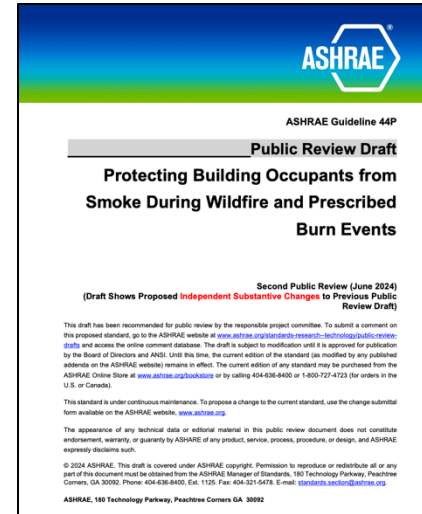 ASHRAE
ASHRAE Guideline 44P
Public Review Draft
Protecting Building Occupants from
Smoke During Wildfire and Prescribed
Burn Events
Second Public Review (June 2024)
(Draft Shows Proposed Independent Substantive Changes to Previous Public
Review Draft)
This draft has been recommended for public review by the responsible project committee. To submit a comment on
this proposed standard, go to the ASHRAE website at www.ashrae.org/standards-research--technology/public-review-
drafts and access the online comment database. The draft is subject to modification until it is approved for publication
by the Board of Directors and ANSI. Until this time, the current edition of the standard (as modified by any published
addenda on the ASHRAE website) remains in effect. The current edition of any standard may be purchased from the
ASHRAE Online Store at www.ashrae.org/bookstore or by calling 404-636-8400 or 1-800-727-4723 (for orders in the
U.S. or Canada).
This standard is under continuous maintenance. To propose a change to the current standard, use the change submittal
form available on the ASHRAE website, www.ashrae.org.
The appearance of any technical data or editorial material in this public review document does not constitute
endorsement, warranty, or guaranty by ASHARE of any product, service, process, procedure, or design, and ASHRAE
expressly disclaims such.
© 2024 ASHRAE. This draft is covered under ASHRAE copyright. Permission to reproduce or redistribute all or any
part of this document must be obtained from the ASHRAE Manager of Standards, 180 Technology Parkway, Peachtree
Corners, GA 30092. Phone: 404-636-8400, Ext. 1125. Fax: 404-321-5478. E-mail: standards.section@ashrae.org.
ASHRAE, 180 Technology Parkway, Peachtree Corners GA 30092